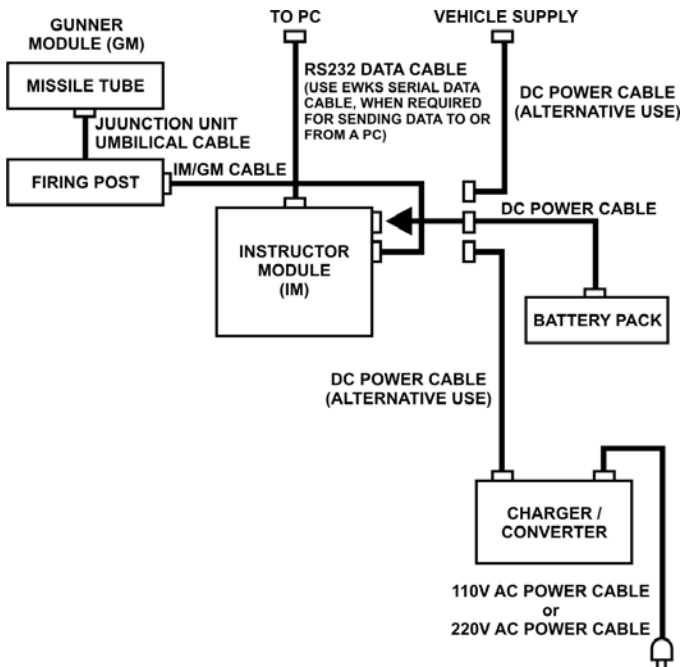 GUNNER
MODULE (GM)
MISSILE TUBE
JUUNCTION UNIT
UMBILICAL CABLE
FIRING POST
IM/GM CABLE
TO PC
RS232 DATA CABLE
(USE EWKS SERIAL DATA
CABLE, WHEN REQUIRED
FOR SENDING DATA TO OR
FROM A PC)
VEHICLE SUPPLY
DC POWER CABLE
(ALTERNATIVE USE)
INSTRUCTOR
MODULE
(IM)
DC POWER CABLE
BATTERY PACK
DC POWER CABLE
(ALTERNATIVE USE)
CHARGER /
CONVERTER
110V AC POWER CABLE
or
220V AC POWER CABLE